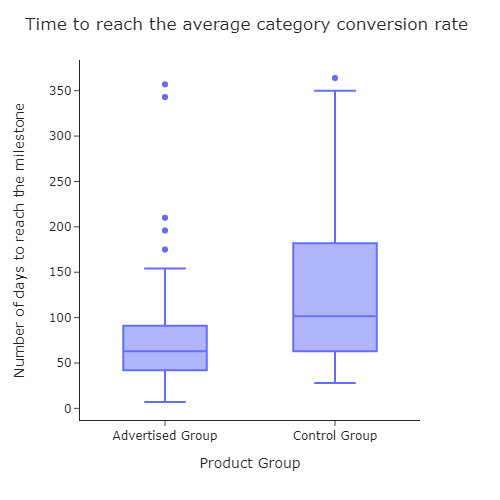 Time to reach the average category conversion rate
Number of days to reach the milestone
350
300
250
200
150
100
50
0
Advertised Group
Control Group
Product Group